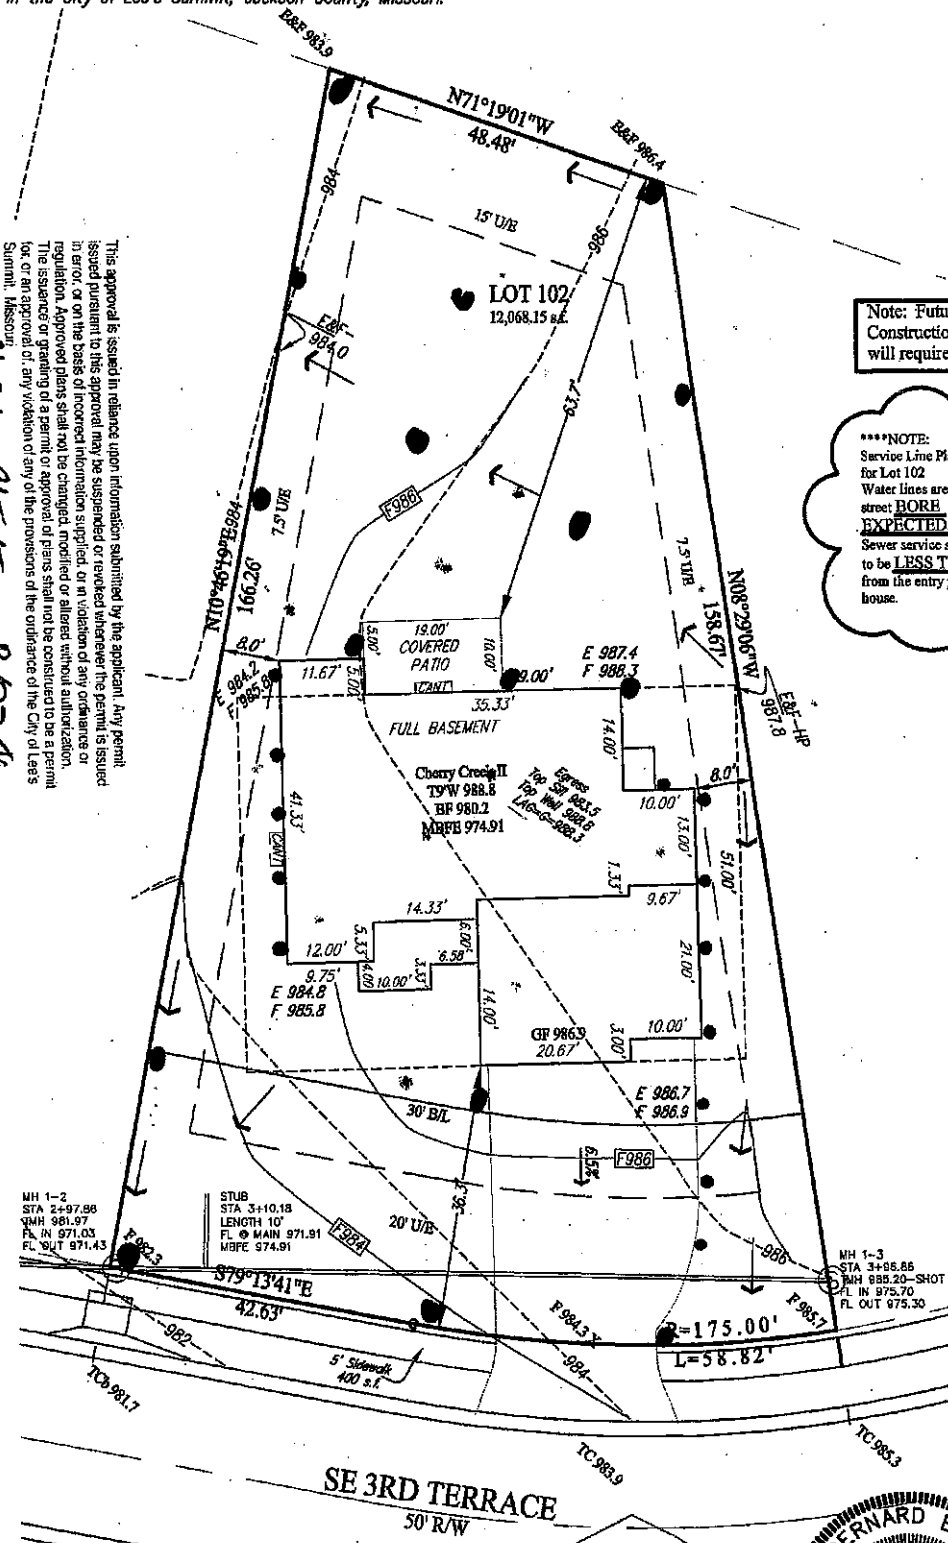 in the City of Lee's Summit, Jackson County, Missouri.
E&F 983.9
N71°19'01"W
48.48'
E&F 986.4
984
986
15' U/E
LOT 102
12,068.15 s.f.
E&F
984.0
63.7'
Note: Futu
Constructio
will require
****NOTE:
Service Line Pl
for Lot 102
Water lines are
street BORE
EXPECTED
Sewer service s
to be LESS T
from the entry
house.
This approval is issued in reliance upon information submitted by the applicant. Any permit
issued pursuant to this approval may be suspended or revoked whenever the permit is issued
in error, or on the basis of incorrect information supplied, or in violation of any ordinance or
regulation. Approved plans shall not be changed, modified or altered without authorization.
The issuance or granting of a permit or approval of plans shall not be construed to be a permit
for, or an approval of, any violation of any of the provisions of the ordinance of the City of Lee's
Summit, Missouri.
F986
7.5' U/E
984
N10°46'19"E
166.26'
7.5' U/E
N08°29'06"W
158.67'
8.0'
E 984.2
F 985.8
11.67'
5.00'
5.00'
19.00'
COVERED
PATIO
10.00'
CANT
9.00'
E 987.4
F 988.3
35.33'
FULL BASEMENT
14.00'
E&F-HP
987.8
Cherry Creek II
T9'W 988.8
BF 980.2
MBFE 974.91
Egress
Top Sill 983.5
Top Well 988.8
LAG=G=988.3
8.0'
10.00'
13.00'
51.00'
41.33'
CANT
1.33'
9.67'
14.33'
12.00'
5.33'
6.00'
6.58'
9.75'
4.00'
10.00'
3.33'
E 984.8
F 985.8
14.00'
21.00'
GF 986.9
20.67'
3.00'
10.00'
E 986.7
F 986.9
30' B/L
F986
6.5%
36.3'
MH 1-2
STA 2+97.86
TMH 981.97
FL IN 971.03
FL OUT 971.43
STUB
STA 3+10.18
LENGTH 10'
FL @ MAIN 971.91
MBFE 974.91
F 982.3
20' U/E
F984
986
MH 1-3
STA 3+96.86
TMH 985.20-SHOT
FL IN 975.70
FL OUT 975.30
S79°13'41"E
42.63'
F 984.3
F 985.7
R=175.00'
L=58.82'
982
984
5' Sidewalk
400 s.f.
TCb 981.7
TC 983.9
TC 985.3
SE 3RD TERRACE
50' R/W
ERNARD E